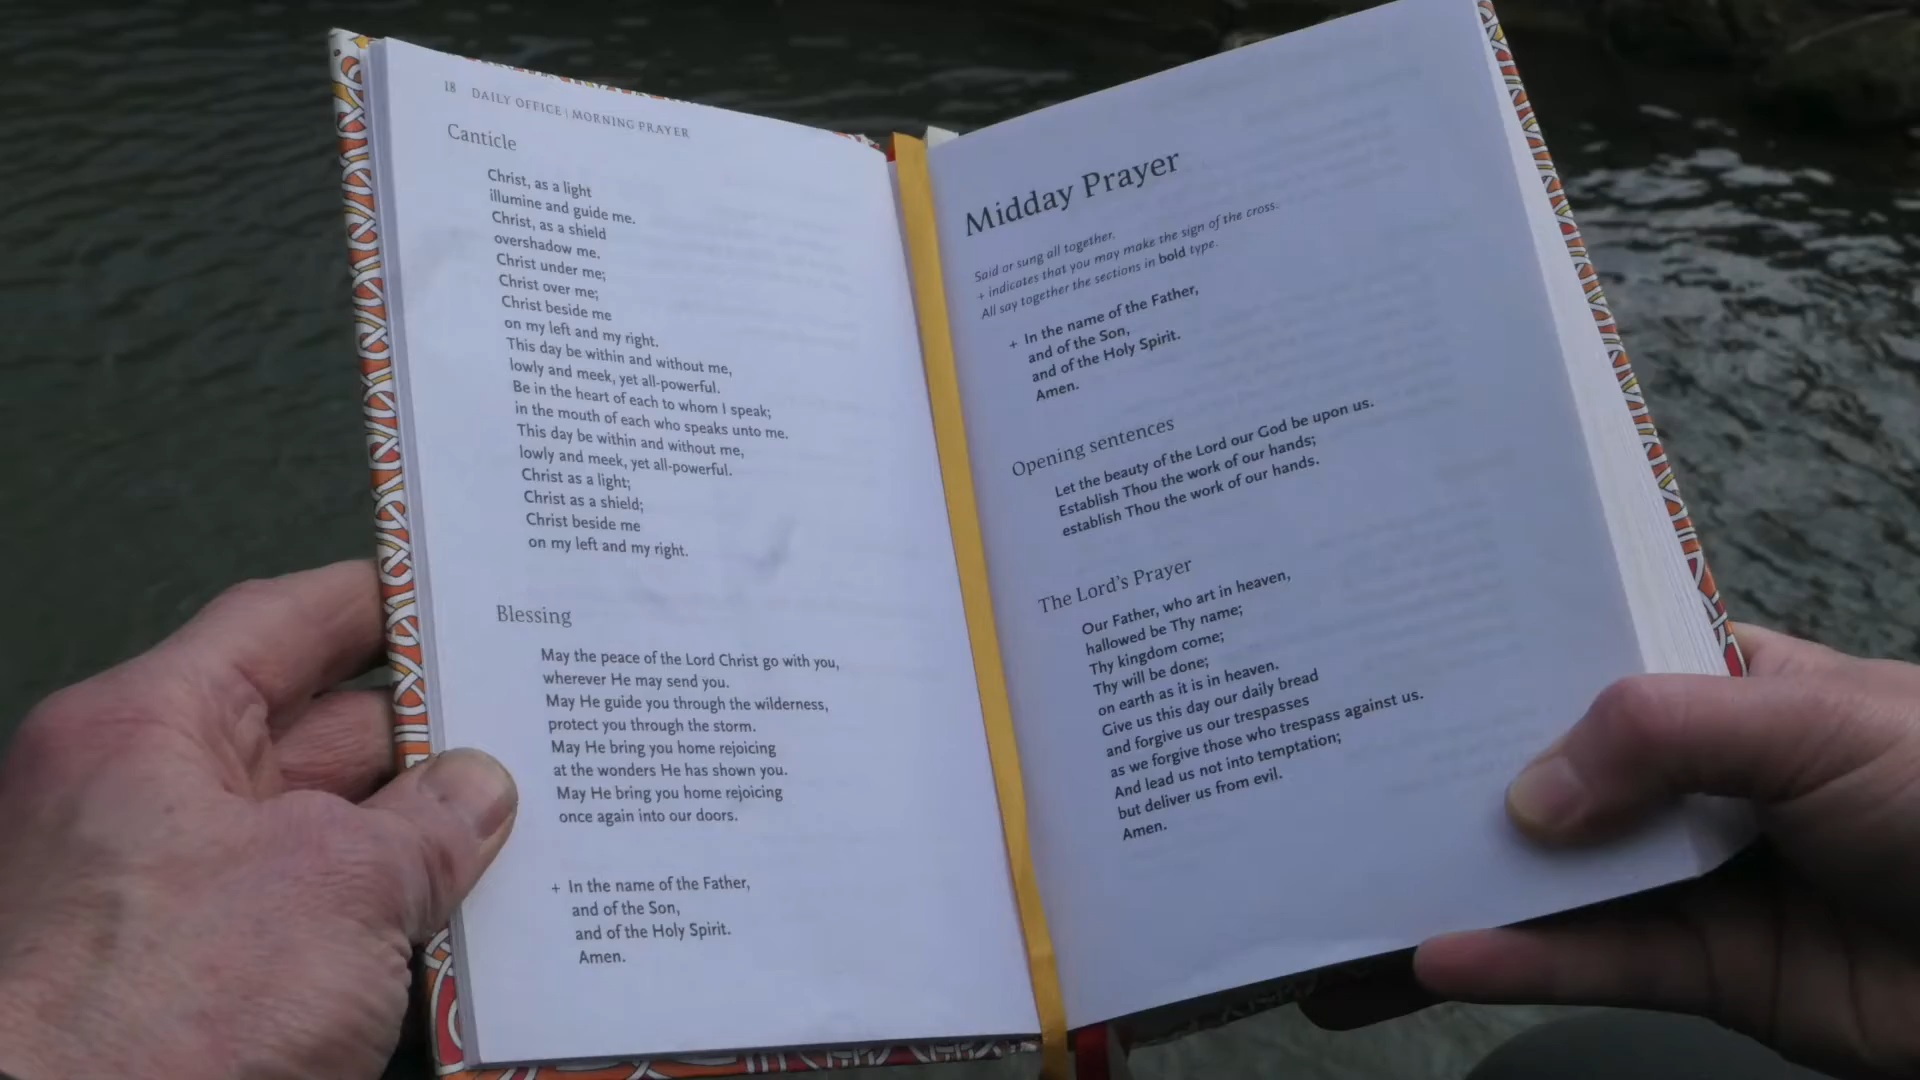 18 DAILY OFFICE | MORNING PRAYER
Canticle
Christ, as a light
illumine and guide me.
Christ, as a shield
overshadow me.
Christ under me;
Christ over me;
Christ beside me
on my left and my right.
This day be within and without me,
lowly and meek, yet all-powerful.
Be in the heart of each to whom I speak;
in the mouth of each who speaks unto me.
This day be within and without me,
lowly and meek, yet all-powerful.
Christ as a light;
Christ as a shield;
Christ beside me
on my left and my right.
Blessing
May the peace of the Lord Christ go with you,
wherever He may send you.
May He guide you through the wilderness,
protect you through the storm.
May He bring you home rejoicing
at the wonders He has shown you.
May He bring you home rejoicing
once again into our doors.
+ In the name of the Father,
and of the Son,
and of the Holy Spirit.
Amen.
Midday Prayer
Said or sung all together.
+ indicates that you may make the sign of the cross.
All say together the sections in bold type.
+ In the name of the Father,
and of the Son,
and of the Holy Spirit.
Amen.
Opening sentences
Let the beauty of the Lord our God be upon us.
Establish Thou the work of our hands;
establish Thou the work of our hands.
The Lord's Prayer
Our Father, who art in heaven,
hallowed be Thy name;
Thy kingdom come;
Thy will be done;
on earth as it is in heaven.
Give us this day our daily bread
and forgive us our trespasses
as we forgive those who trespass against us.
And lead us not into temptation;
but deliver us from evil.
Amen.